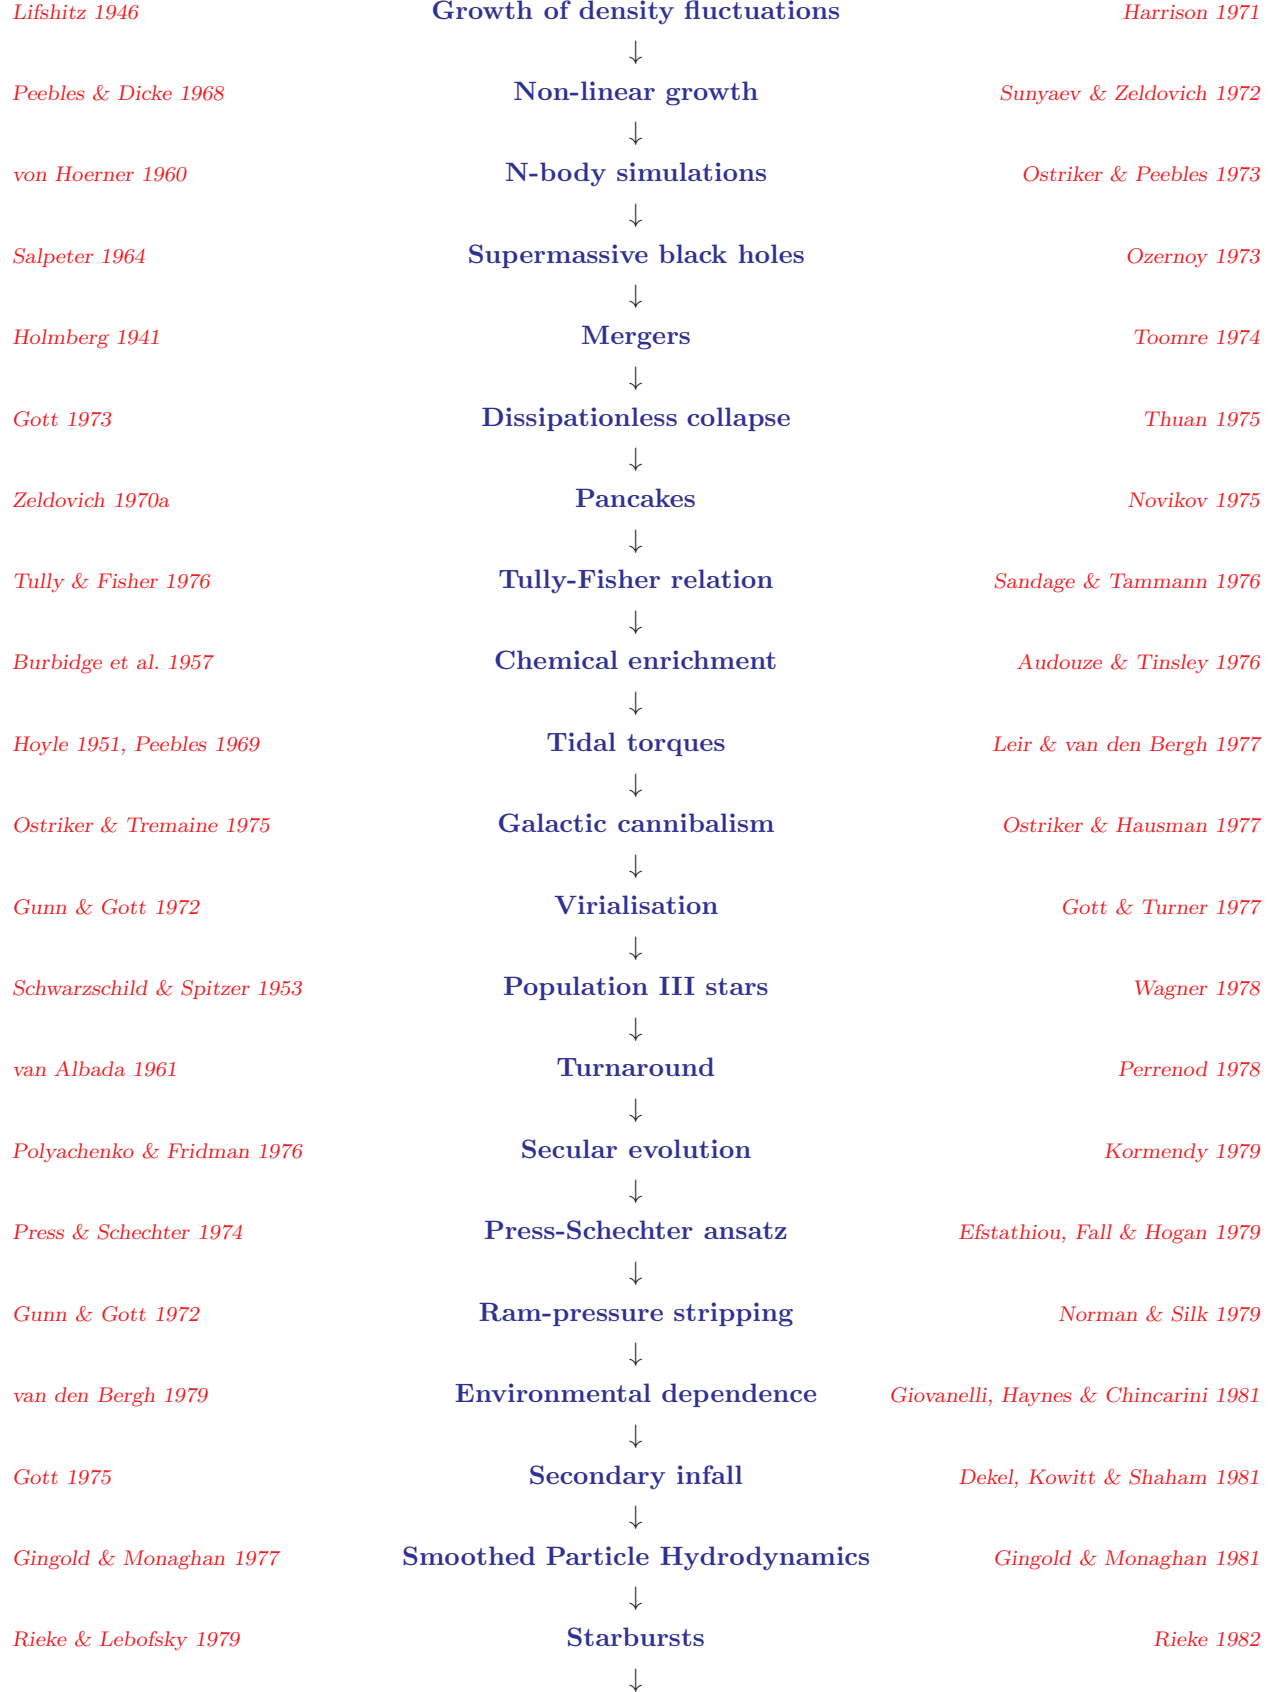 Lifshitz 1946 Growth of density fluctuations Harrison 1971
↓
Peebles & Dicke 1968 Non-linear growth Sunyaev & Zeldovich 1972
↓
von Hoerner 1960 N-body simulations Ostriker & Peebles 1973
↓
Salpeter 1964 Supermassive black holes Ozernoy 1973
↓
Holmberg 1941 Mergers Toomre 1974
↓
Gott 1973 Dissipationless collapse Thuan 1975
↓
Zeldovich 1970a Pancakes Novikov 1975
↓
Tully & Fisher 1976 Tully-Fisher relation Sandage & Tammann 1976
↓
Burbidge et al. 1957 Chemical enrichment Audouze & Tinsley 1976
↓
Hoyle 1951, Peebles 1969 Tidal torques Leir & van den Bergh 1977
↓
Ostriker & Tremaine 1975 Galactic cannibalism Ostriker & Hausman 1977
↓
Gunn & Gott 1972 Virialisation Gott & Turner 1977
↓
Schwarzschild & Spitzer 1953 Population III stars Wagner 1978
↓
van Albada 1961 Turnaround Perrenod 1978
↓
Polyachenko & Fridman 1976 Secular evolution Kormendy 1979
↓
Press & Schechter 1974 Press-Schechter ansatz Efstathiou, Fall & Hogan 1979
↓
Gunn & Gott 1972 Ram-pressure stripping Norman & Silk 1979
↓
van den Bergh 1979 Environmental dependence Giovanelli, Haynes & Chincarini 1981
↓
Gott 1975 Secondary infall Dekel, Kowitt & Shaham 1981
↓
Gingold & Monaghan 1977 Smoothed Particle Hydrodynamics Gingold & Monaghan 1981
↓
Rieke & Lebofsky 1979 Starbursts Rieke 1982
↓